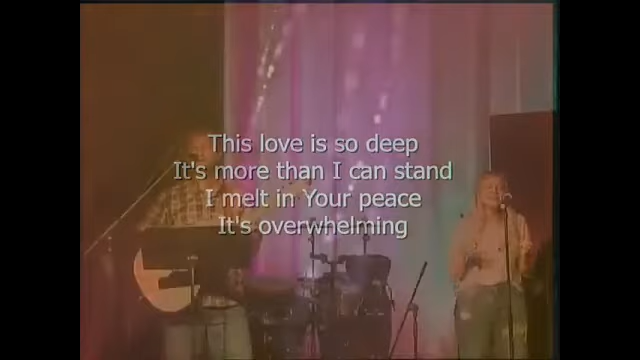 This love is so deep
It's more than I can stand
I melt in Your peace
It's overwhelming